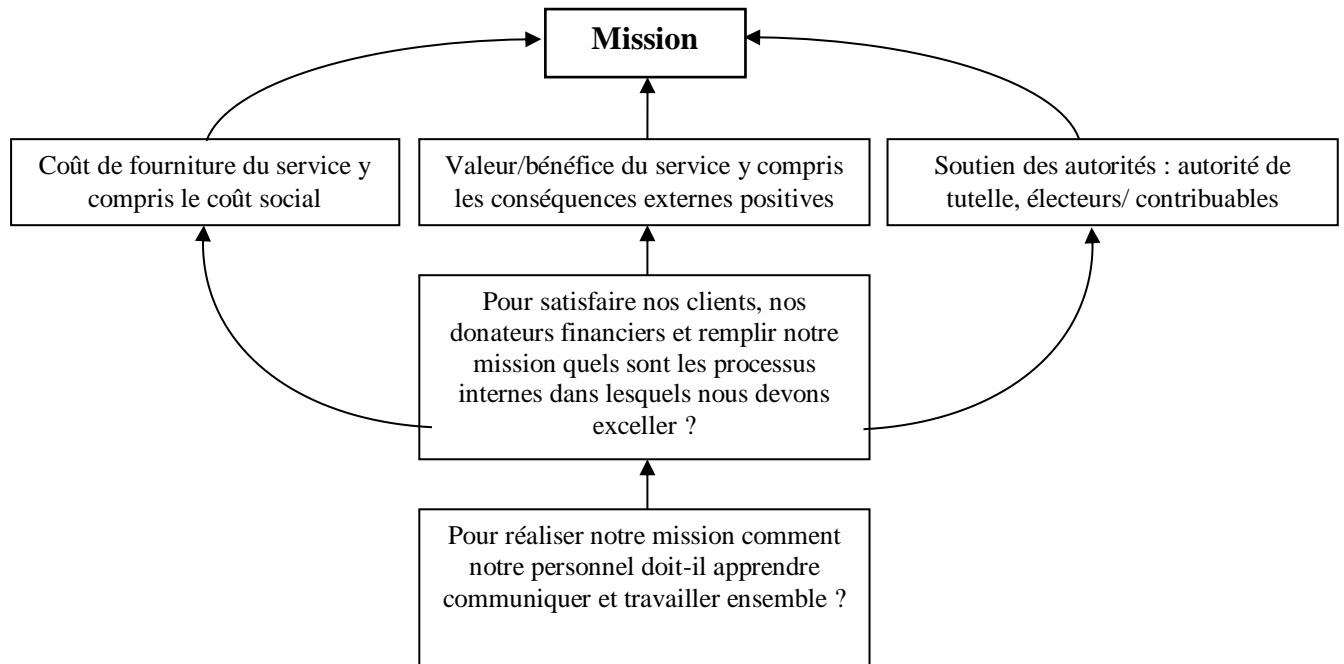 Mission
Coût de fourniture du service y
compris le coût social
Valeur/bénéfice du service y compris
les conséquences externes positives
Soutien des autorités : autorité de
tutelle, électeurs/ contribuables
Pour satisfaire nos clients, nos
donateurs financiers et remplir notre
mission quels sont les processus
internes dans lesquels nous devons
exceller ?
Pour réaliser notre mission comment
notre personnel doit-il apprendre
communiquer et travailler ensemble ?